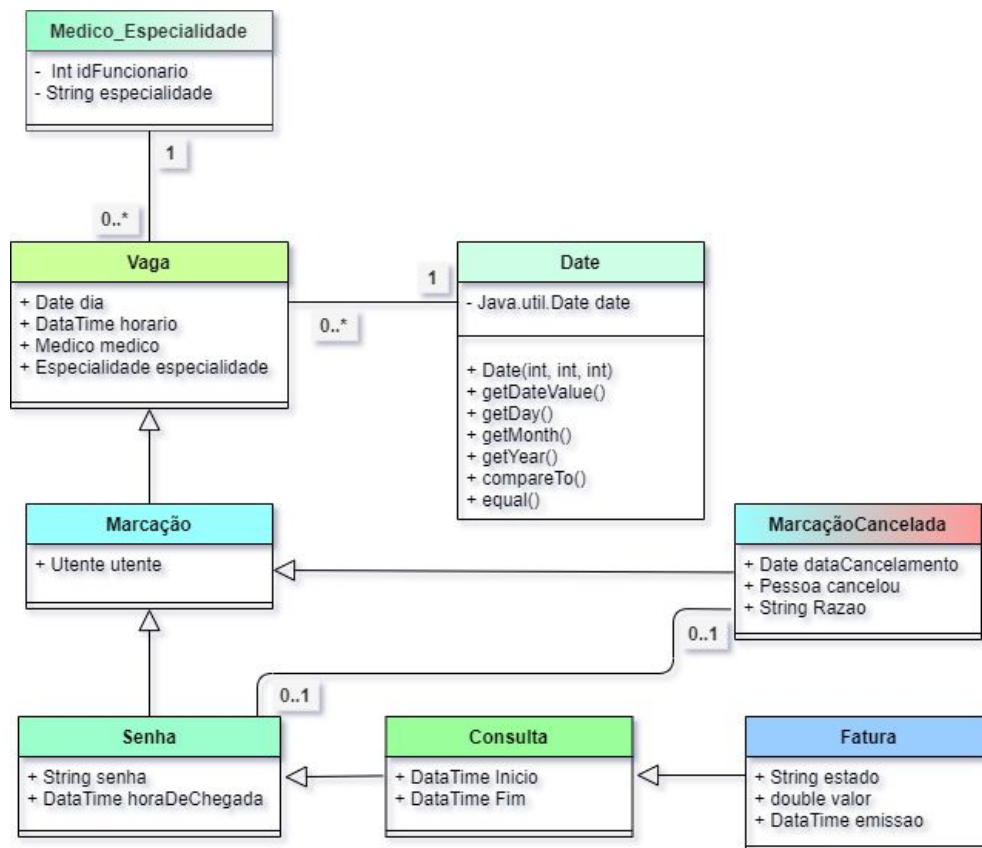 Medico_Especialidade
- Int idFuncionario
- String especialidade
1
0..*
Vaga
+ Date dia
+ DataTime horario
+ Medico medico
+ Especialidade especialidade
1
0..*
Date
- Java.util.Date date
+ Date(int, int, int)
+ getDateValue()
+ getDay()
+ getMonth()
+ getYear()
+ compareTo()
+ equal()
Marcação
+ Utente utente
MarcaçãoCancelada
+ Date dataCancelamento
+ Pessoa cancelou
+ String Razao
0..1
0..1
Senha
+ String senha
+ DataTime horaDeChegada
Consulta
+ DataTime Inicio
+ DataTime Fim
Fatura
+ String estado
+ double valor
+ DataTime emissao